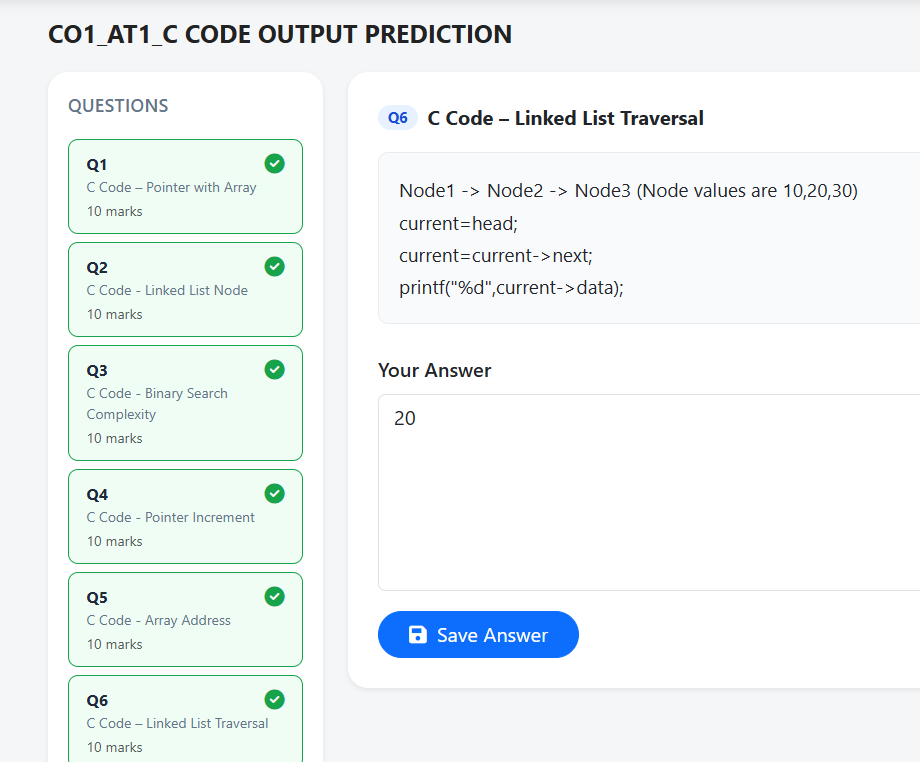 CO1_AT1_C CODE OUTPUT PREDICTION
QUESTIONS
Q1
C Code – Pointer with Array
10 marks
Q2
C Code - Linked List Node
10 marks
Q3
C Code - Binary Search
Complexity
10 marks
Q4
C Code - Pointer Increment
10 marks
Q5
C Code - Array Address
10 marks
Q6
C Code – Linked List Traversal
10 marks
Q6 C Code – Linked List Traversal
Node1 -> Node2 -> Node3 (Node values are 10,20,30)
current=head;
current=current->next;
printf("%d",current->data);
Your Answer
20
Save Answer